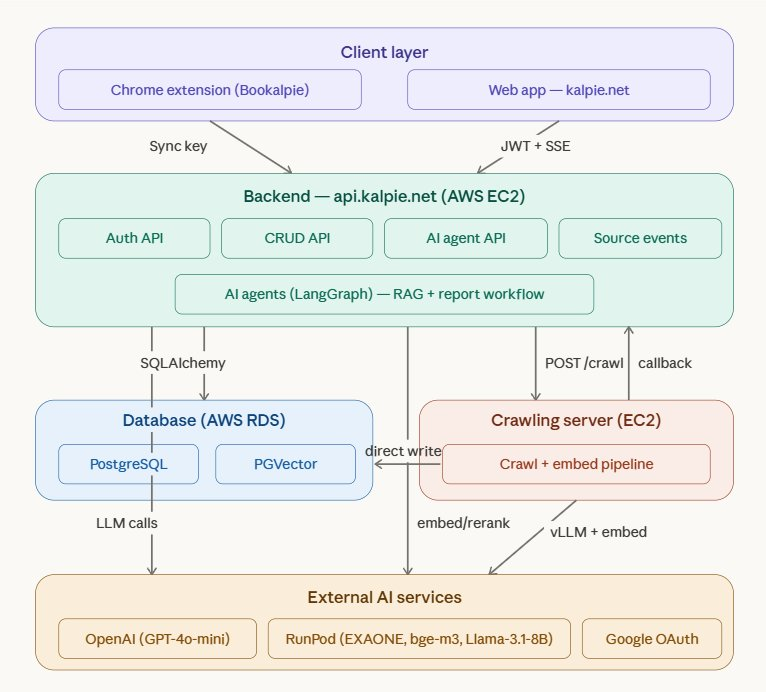 Client layer
Chrome extension (Bookalpie)
Web app — kalpie.net
Sync key
JWT + SSE
Backend — api.kalpie.net (AWS EC2)
Auth API
CRUD API
AI agent API
Source events
AI agents (LangGraph) — RAG + report workflow
SQLAlchemy
POST /crawl
callback
Database (AWS RDS)
Crawling server (EC2)
direct write
PostgreSQL
PGVector
Crawl + embed pipeline
LLM calls
embed/rerank
vLLM + embed
External AI services
OpenAI (GPT-4o-mini)
RunPod (EXAONE, bge-m3, Llama-3.1-8B)
Google OAuth